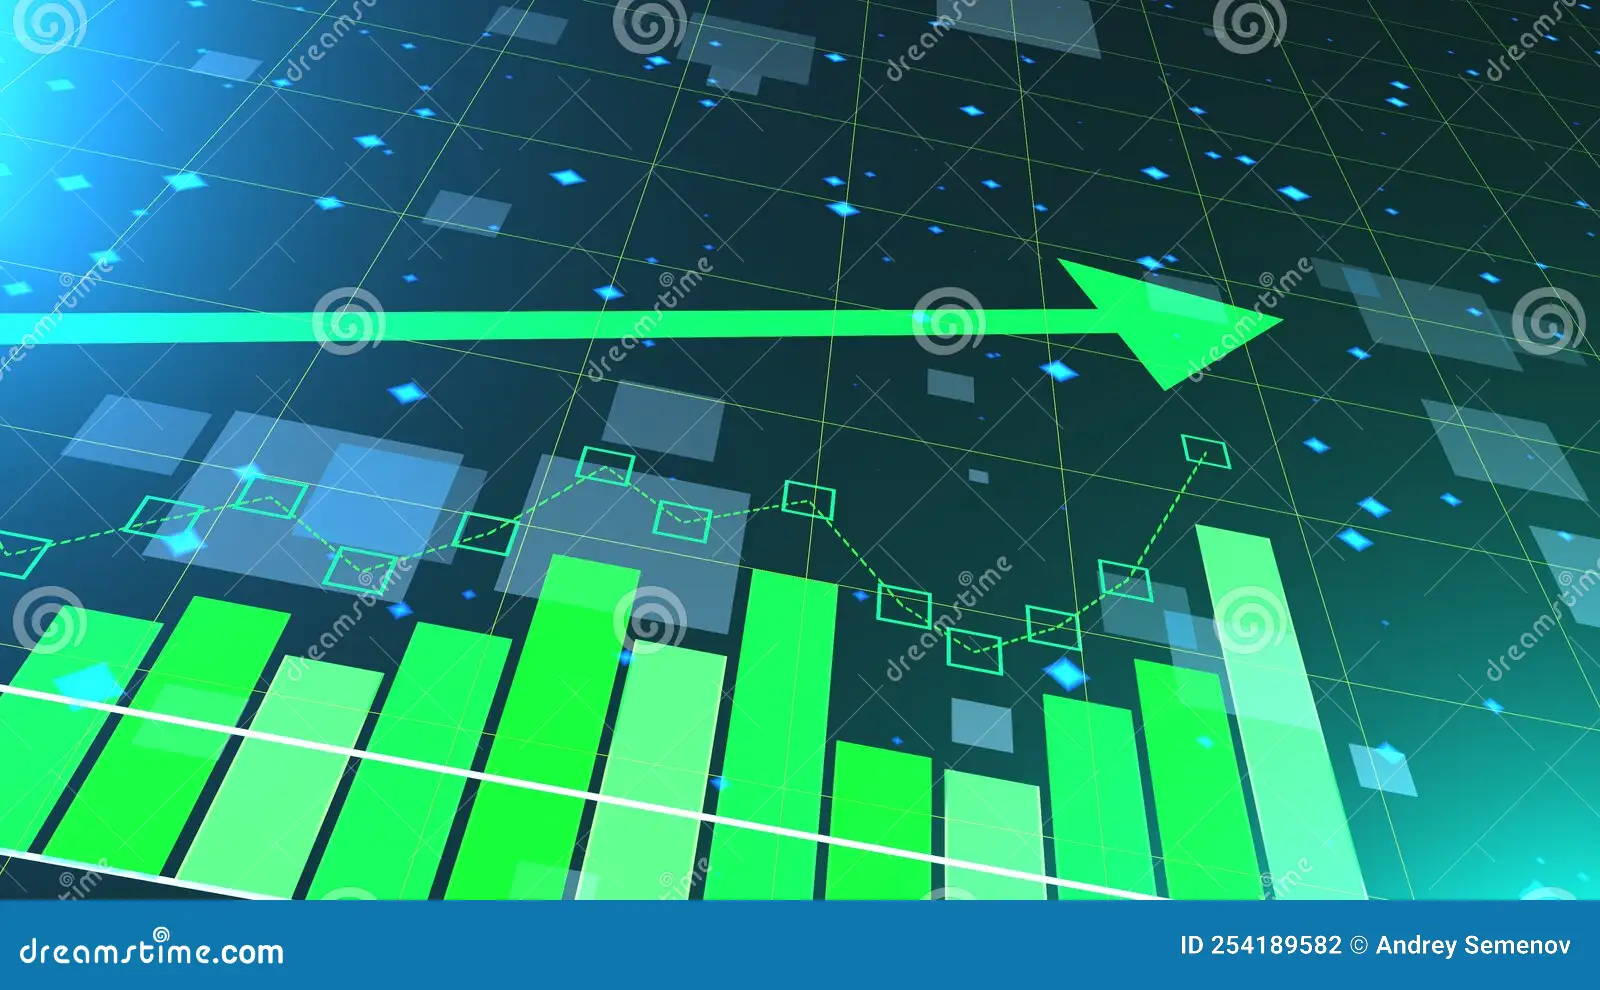 dreamstime.com
ID 254189582 © Andrey Semenov